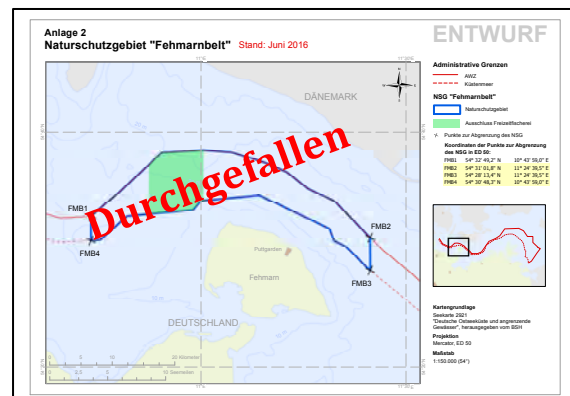 Anlage 2
Naturschutzgebiet "Fehmarnbelt" Stand: Juni 2016
ENTWURF
DÄNEMARK
FMB1
FMB4
FMB2
FMB3
Puttgarden
Fehmarn
DEUTSCHLAND
Durchgefallen
Administrative Grenzen
AWZ
Küstenmeer
NSG "Fehmarnbelt"
Naturschutzgebiet
Ausschluss Freizeitfischerei
Punkte zur Abgrenzung des NSG
Koordinaten der Punkte zur Abgrenzung
des NSG in ED 50:
FMB1 54° 32' 49,2" N 10° 43' 59,0" E
FMB2 54° 31' 01,8" N 11° 24' 39,5" E
FMB3 54° 28' 13,4" N 11° 24' 39,5" E
FMB4 54° 30' 48,3" N 10° 43' 59,0" E
Kartengrundlage
Seekarte 2921
"Deutsche Ostseeküste und angrenzende
Gewässer", herausgegeben vom BSH
Projektion
Mercator, ED 50
Maßstab
1:150.000 (54°)